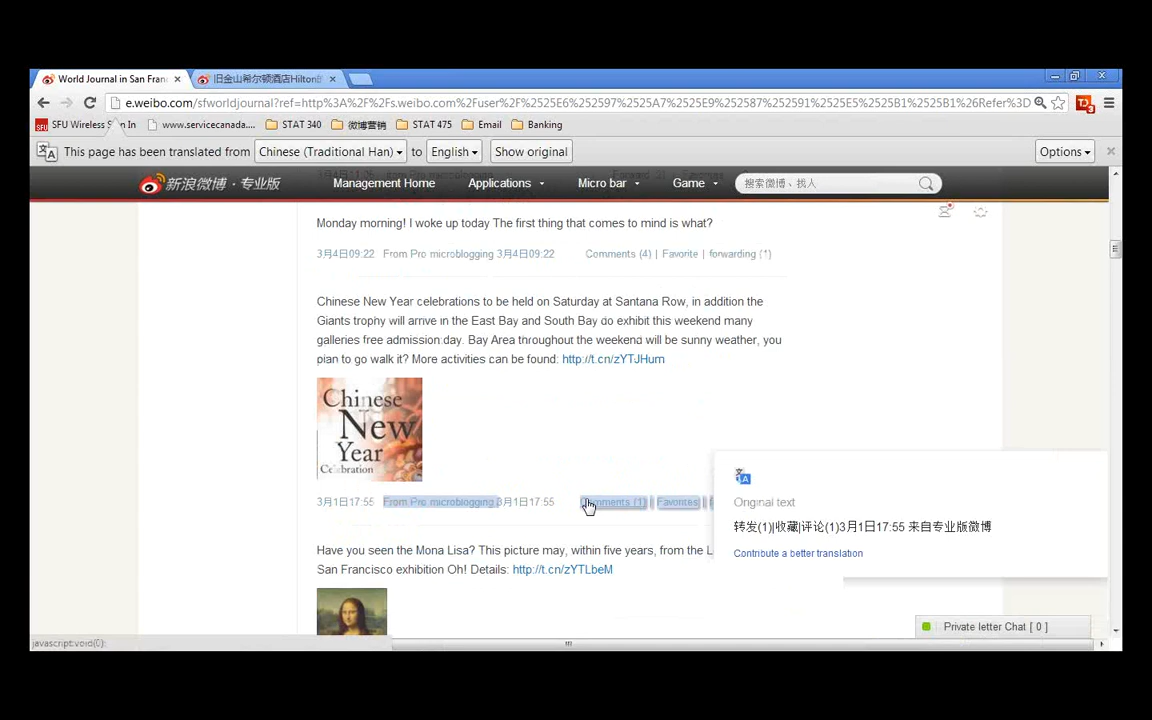 World Journal in San Fran
旧金山希尔顿酒店Hilton
e.weibo.com/sfworldjournal?ref=http%3A%2F%2Fs.weibo.com%2Fuser%2F%2525E6%252597%2525A7%2525E9%252587%252591%2525E5%2525B1%2525B1%26Refer%3D
SFU Wireless Sign In www.servicecanada.... STAT 340 微博营销 STAT 475 Email Banking
This page has been translated from Chinese (Traditional Han) to English Show original Options
新浪微博·专业版 Management Home Applications Micro bar Game 搜索微博、找人
Monday morning! I woke up today The first thing that comes to mind is what?
3月4日09:22 From Pro microblogging 3月4日09:22 Comments (4) | Favorite | forwarding (1)
Chinese New Year celebrations to be held on Saturday at Santana Row, in addition the
Giants trophy will arrive in the East Bay and South Bay do exhibit this weekend many
galleries free admission day. Bay Area throughout the weekend will be sunny weather, you
plan to go walk it? More activities can be found: http://t.cn/zYTJHum
Chinese
New
Year
Celebration
3月1日17:55 From Pro microblogging 3月1日17:55 Comments (1) | Favorites |
Original text
转发(1)|收藏|评论(1)3月1日17:55 来自专业版微博
Contribute a better translation
Have you seen the Mona Lisa? This picture may, within five years, from the L
San Francisco exhibition Oh! Details: http://t.cn/zYTLbeM
Private letter Chat [ 0 ]
javascript:void(0);